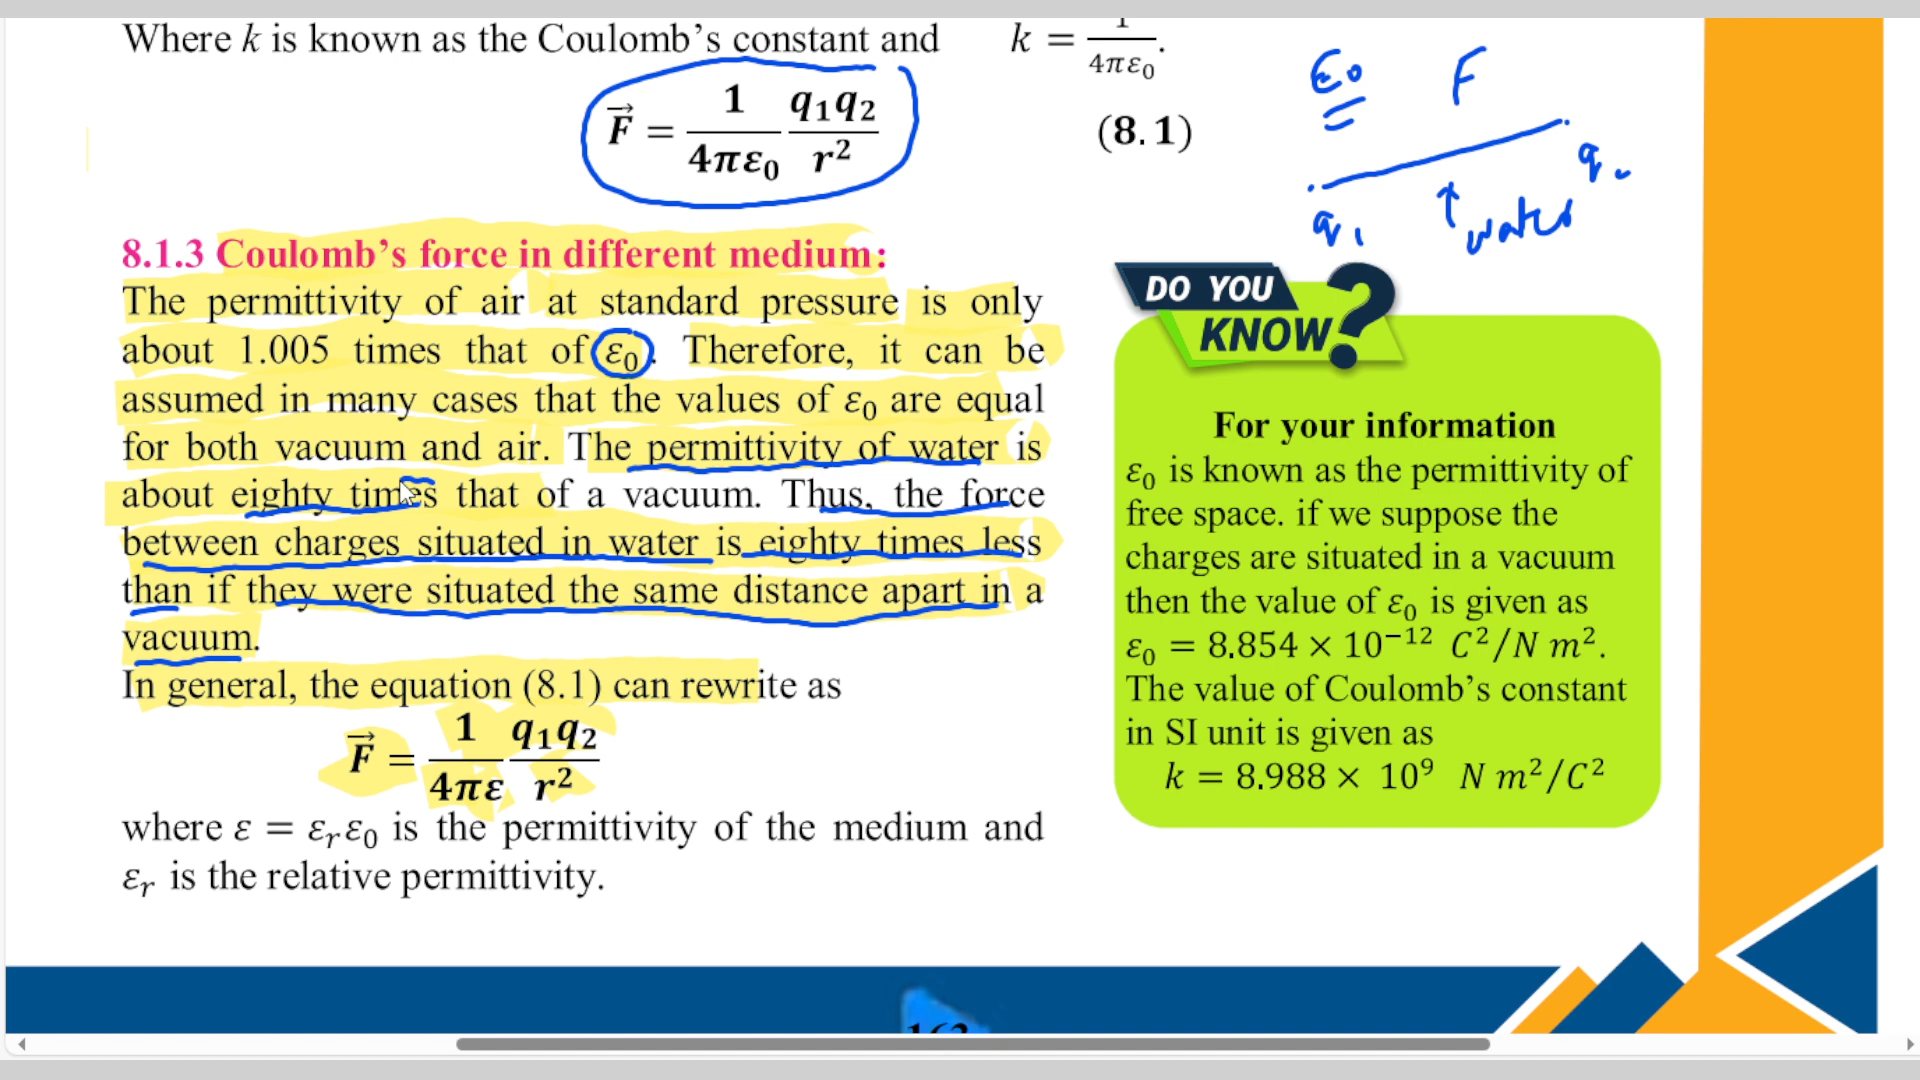 Where k is known as the Coulomb's constant and k = 1/4πε₀.
F⃗ = 1/4πε₀ q₁q₂/r² (8.1)
ε₀ F
q₁ q₂
water
8.1.3 Coulomb's force in different medium:
The permittivity of air at standard pressure is only
about 1.005 times that of ε₀. Therefore, it can be
assumed in many cases that the values of ε₀ are equal
for both vacuum and air. The permittivity of water is
about eighty times that of a vacuum. Thus, the force
between charges situated in water is eighty times less
than if they were situated the same distance apart in a
vacuum.
In general, the equation (8.1) can rewrite as
F⃗ = 1/4πε q₁q₂/r²
where ε = εᵣε₀ is the permittivity of the medium and
εᵣ is the relative permittivity.
DO YOU
KNOW?
For your information
ε₀ is known as the permittivity of
free space. if we suppose the
charges are situated in a vacuum
then the value of ε₀ is given as
ε₀ = 8.854 × 10⁻¹² C²/N m².
The value of Coulomb's constant
in SI unit is given as
k = 8.988 × 10⁹ N m²/C²